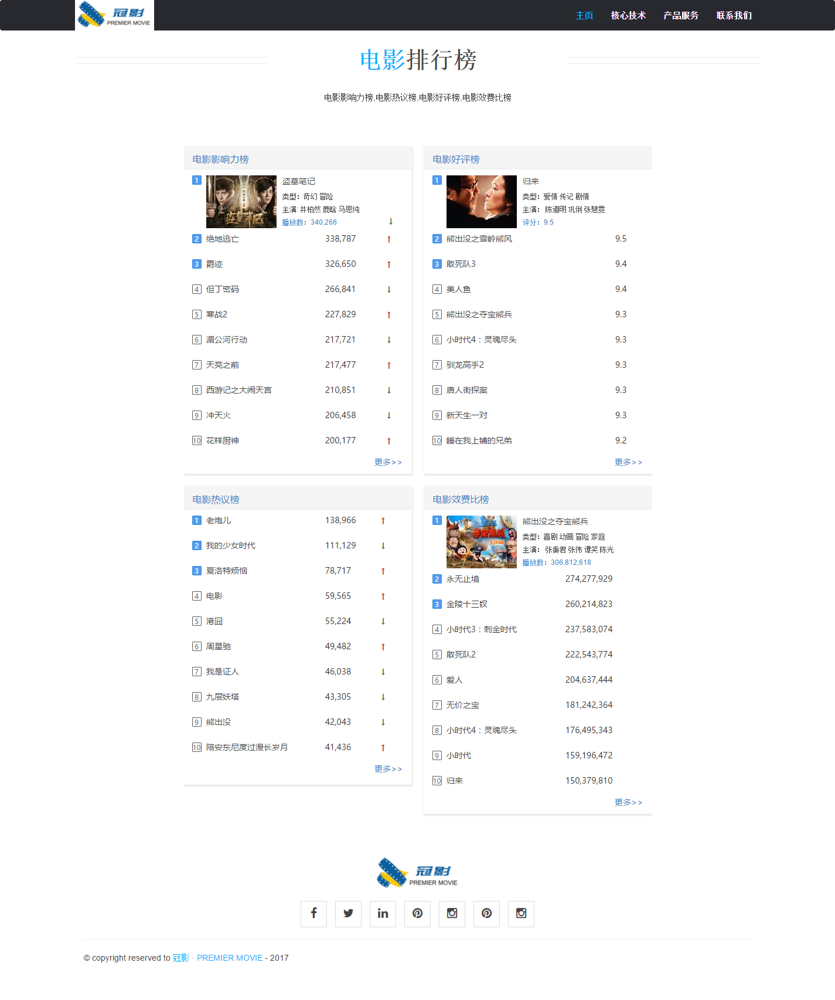 冠影
PREMIER MOVIE
主页 核心技术 产品服务 联系我们
电影排行榜
电影影响力榜,电影热议榜,电影好评榜,电影效费比榜
电影影响力榜
1 盗墓笔记
类型：奇幻 冒险
主演: 井柏然 鹿晗 马思纯
播放数：340,266 ↓
盗墓笔记
2 绝地逃亡 338,787 ↑
3 爵迹 326,650 ↑
4 但丁密码 266,841 ↓
5 寒战2 227,829 ↑
6 湄公河行动 217,721 ↓
7 天亮之前 217,477 ↑
8 西游记之大闹天宫 210,851 ↓
9 冲天火 206,458 ↓
10 花样厨神 200,177 ↑
更多>>
电影好评榜
1 归来
类型：爱情 传记 剧情
主演： 陈道明 巩俐 张慧雯
评分：9.5
2 熊出没之雪岭熊风 9.5
3 敢死队3 9.4
4 美人鱼 9.4
5 熊出没之夺宝熊兵 9.3
6 小时代4：灵魂尽头 9.3
7 驯龙高手2 9.3
8 唐人街探案 9.3
9 新天生一对 9.3
10 睡在我上铺的兄弟 9.2
更多>>
电影热议榜
1 老炮儿 138,966 ↑
2 我的少女时代 111,129 ↓
3 夏洛特烦恼 78,717 ↑
4 电影 59,565 ↑
5 港囧 55,224 ↓
6 周星驰 49,482 ↑
7 我是证人 46,038 ↓
8 九层妖塔 43,305 ↓
9 熊出没 42,043 ↓
10 陪安东尼度过漫长岁月 41,436 ↑
更多>>
电影效费比榜
1 熊出没之夺宝熊兵
类型：喜剧 动画 冒险 家庭
主演： 张秉君 张伟 谭笑 陈光
播放数：306,812,618
夺宝熊兵
2 永无止境 274,277,929
3 金陵十三钗 260,214,823
4 小时代3：刺金时代 237,583,074
5 敢死队2 222,543,774
6 爱人 204,637,444
7 无价之宝 181,242,364
8 小时代4：灵魂尽头 176,495,343
9 小时代 159,196,472
10 归来 150,379,810
更多>>
冠影
PREMIER MOVIE
© copyright reserved to 冠影 · PREMIER MOVIE - 2017